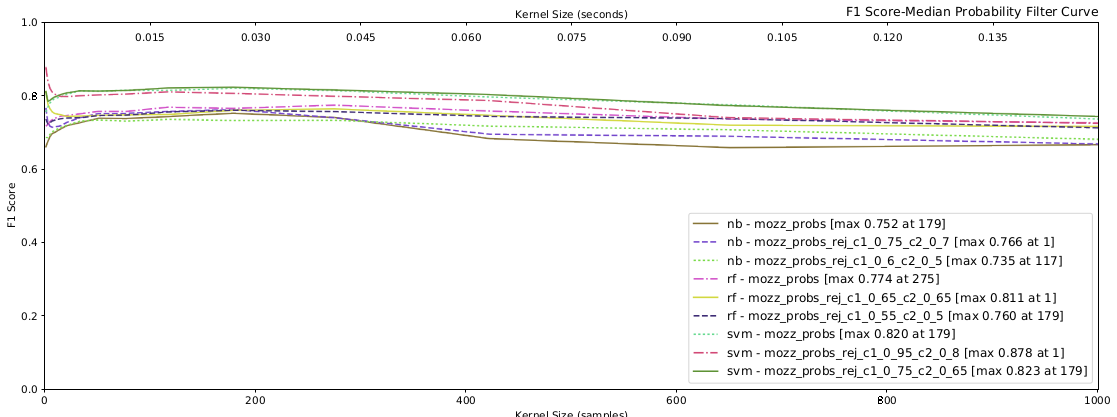 Kernel Size (seconds)
F1 Score-Median Probability Filter Curve
0.015 0.030 0.045 0.060 0.075 0.090 0.105 0.120 0.135
1.0
0.8
0.6
0.4
0.2
0.0
F1 Score
nb - mozz_probs [max 0.752 at 179]
nb - mozz_probs_rej_c1_0_75_c2_0_7 [max 0.766 at 1]
nb - mozz_probs_rej_c1_0_6_c2_0_5 [max 0.735 at 117]
rf - mozz_probs [max 0.774 at 275]
rf - mozz_probs_rej_c1_0_65_c2_0_65 [max 0.811 at 1]
rf - mozz_probs_rej_c1_0_55_c2_0_5 [max 0.760 at 179]
svm - mozz_probs [max 0.820 at 179]
svm - mozz_probs_rej_c1_0_95_c2_0_8 [max 0.878 at 1]
svm - mozz_probs_rej_c1_0_75_c2_0_65 [max 0.823 at 179]
0 200 400 600 800 1000
Kernel Size (samples)